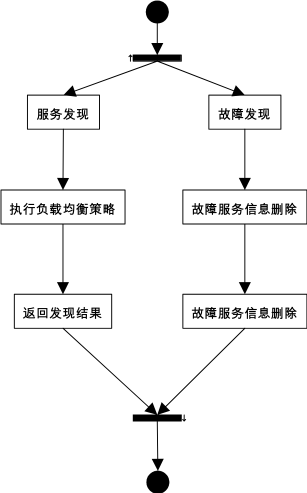 服务发现
故障发现
执行负载均衡策略
故障服务信息删除
返回发现结果
故障服务信息删除